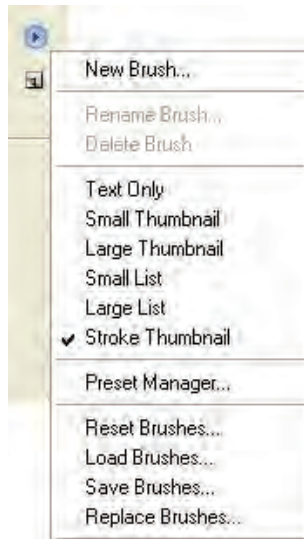 New Brush...
Rename Brush...
Delete Brush
Text Only
Small Thumbnail
Large Thumbnail
Small List
Large List
Stroke Thumbnail
Preset Manager...
Reset Brushes...
Load Brushes...
Save Brushes...
Replace Brushes...